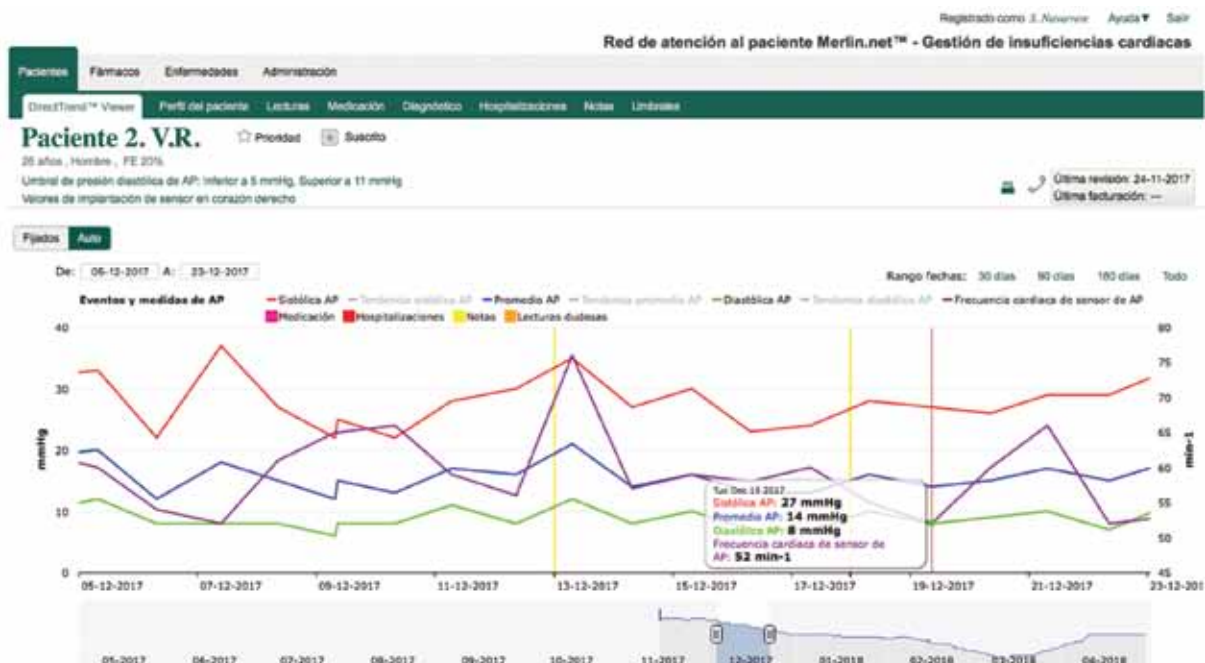 Registrado como S. Navarrete Ayuda▼ Salir
Red de atención al paciente Merlin.net™ - Gestión de insuficiencias cardiacas
Pacientes Fármacos Enfermedades Administración
DirectTrend™ Viewer Perfil del paciente Lecturas Medicación Diagnóstico Hospitalizaciones Notas Umbrales
Paciente 2. V.R. Prioridad Suscrito
26 años , Hombre , FE 20%
Umbral de presión diastólica de AP: Inferior a 5 mmHg, Superior a 11 mmHg
Valores de implantación de sensor en corazón derecho
Última revisión: 24-11-2017
Última facturación: —
Fijados Auto
De: 05-12-2017 A: 23-12-2017
Rango fechas: 30 días 90 días 180 días Todo
Eventos y medidas de AP Sistólica AP Tendencia sistólica AP Promedio AP Tendencia promedio AP Diastólica AP Tendencia diastólica AP Frecuencia cardiaca de sensor de AP
Medicación Hospitalizaciones Notas Lecturas dudosas
40 80
75
30 70
65
mmHg 20 60 min-1
55
10 50
0 45
Tue Dec 19 2017
Sistólica AP: 27 mmHg
Promedio AP: 14 mmHg
Diastólica AP: 8 mmHg
Frecuencia cardiaca de sensor de
AP: 52 min-1
05-12-2017 07-12-2017 09-12-2017 11-12-2017 13-12-2017 15-12-2017 17-12-2017 19-12-2017 21-12-2017 23-12-201
05-2017 06-2017 07-2017 08-2017 09-2017 10-2017 11-2017 12-2017 01-2018 02-2018 03-2018 04-2018